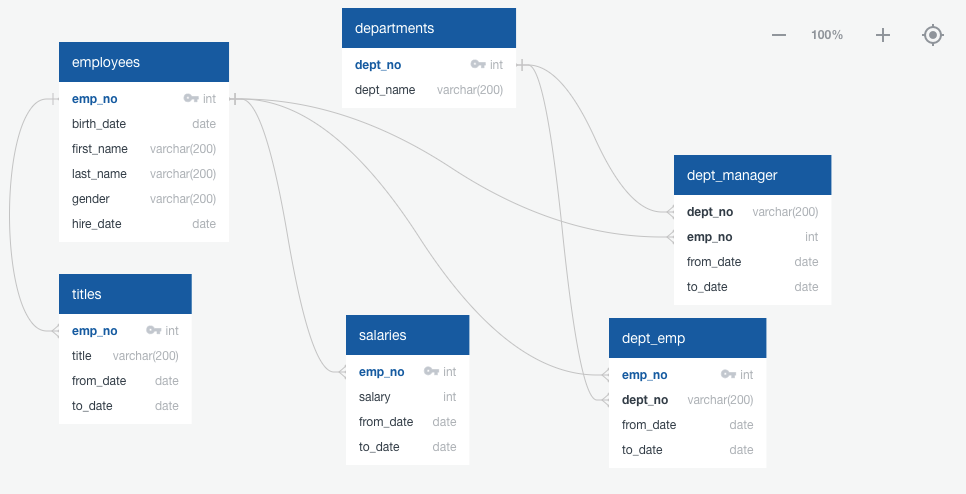 departments
dept_no int
dept_name varchar(200)
100%
employees
emp_no int
birth_date date
first_name varchar(200)
last_name varchar(200)
gender varchar(200)
hire_date date
dept_manager
dept_no varchar(200)
emp_no int
from_date date
to_date date
titles
emp_no int
title varchar(200)
from_date date
to_date date
salaries
emp_no int
salary int
from_date date
to_date date
dept_emp
emp_no int
dept_no varchar(200)
from_date date
to_date date